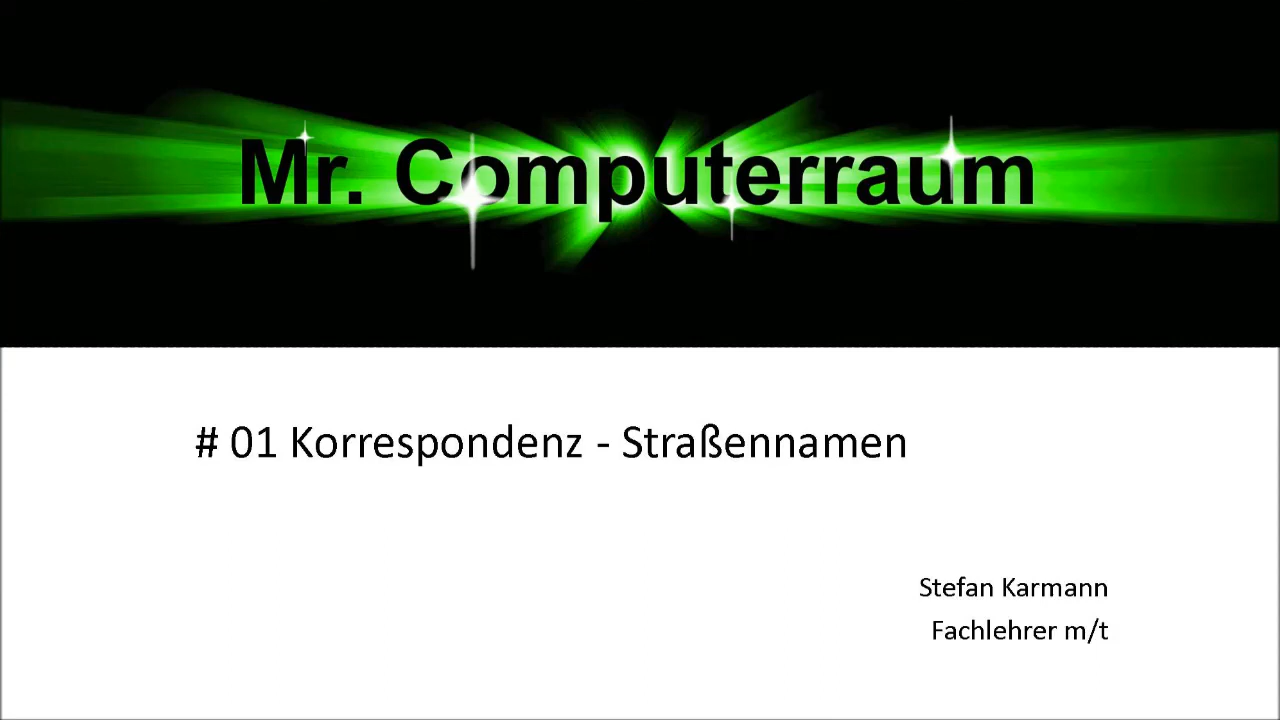 Mr. Computerraum
# 01 Korrespondenz - Straßennamen
Stefan Karmann
Fachlehrer m/t